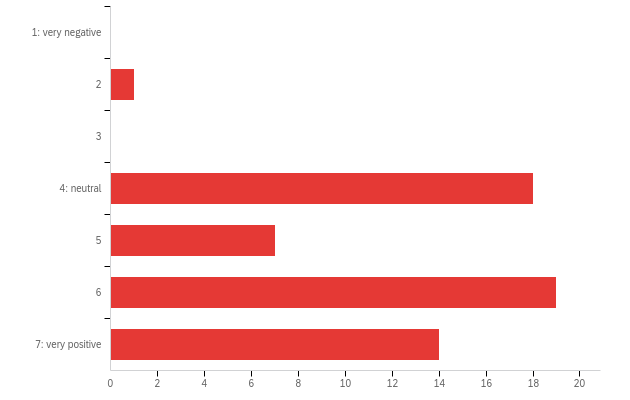 1: very negative
2
3
4: neutral
5
6
7: very positive
0 2 4 6 8 10 12 14 16 18 20